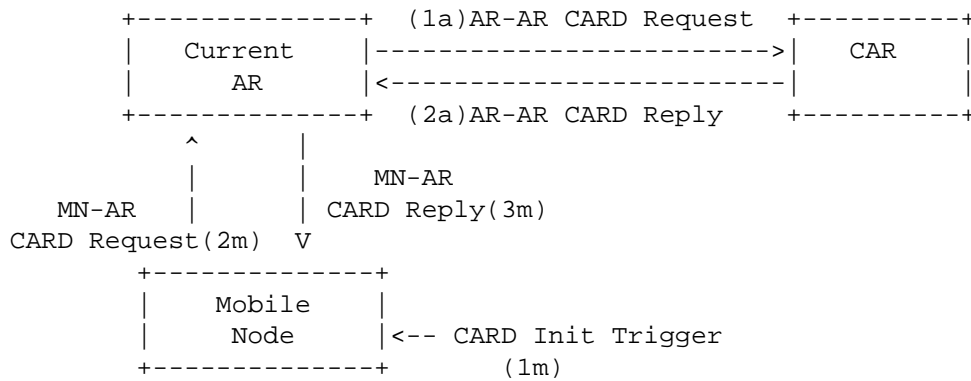 (1a)AR-AR CARD Request
Current
AR
CAR
(2a)AR-AR CARD Reply
MN-AR
CARD Reply(3m)
MN-AR
CARD Request(2m)
Mobile
Node
<-- CARD Init Trigger
(1m)